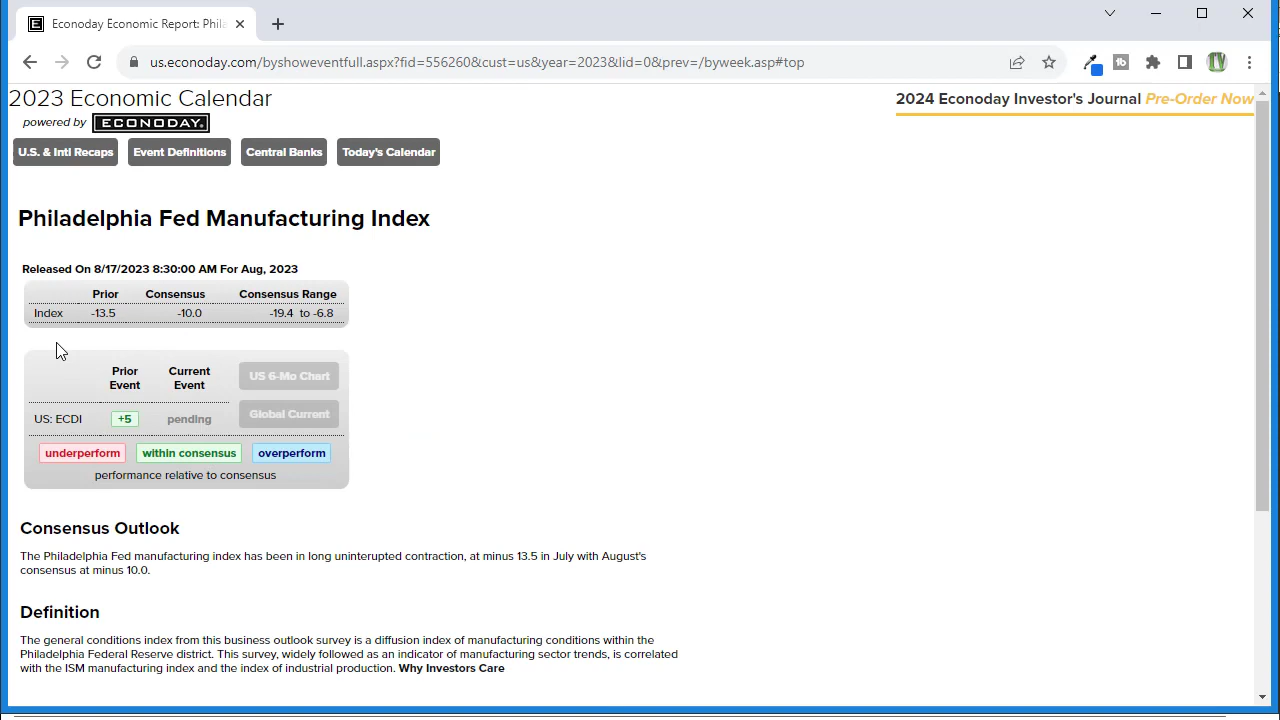 Econoday Economic Report: Phila
us.econoday.com/byshoweventfull.aspx?fid=556260&cust=us&year=2023&lid=0&prev=/byweek.asp#top
2023 Economic Calendar
2024 Econoday Investor's Journal Pre-Order Now
powered by ECONODAY.
U.S. & Intl Recaps Event Definitions Central Banks Today's Calendar
Philadelphia Fed Manufacturing Index
Released On 8/17/2023 8:30:00 AM For Aug, 2023
Prior Consensus Consensus Range
Index -13.5 -10.0 -19.4 to -6.8
Prior Event Current Event US 6-Mo Chart
US: ECDI +5 pending Global Current
underperform within consensus overperform
performance relative to consensus
Consensus Outlook
The Philadelphia Fed manufacturing index has been in long uninterupted contraction, at minus 13.5 in July with August's
consensus at minus 10.0.
Definition
The general conditions index from this business outlook survey is a diffusion index of manufacturing conditions within the
Philadelphia Federal Reserve district. This survey, widely followed as an indicator of manufacturing sector trends, is correlated
with the ISM manufacturing index and the index of industrial production. Why Investors Care